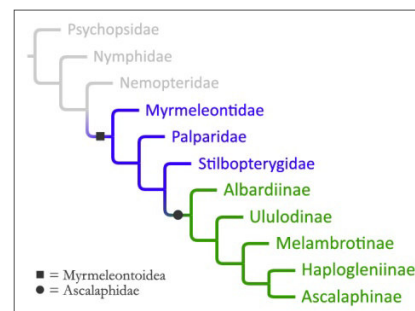 Psychopsidae
Nymphidae
Nemopteridae
Myrmeleontidae
Palparidae
Stilbopterygidae
Albardiinae
Ululodinae
Melambrotinae
Haplogleniinae
Ascalaphinae
■ = Myrmeleontoidea
● = Ascalaphidae